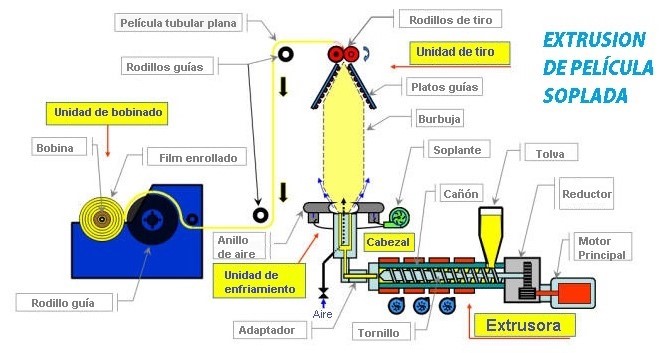 EXTRUSION
DE PELÍCULA
SOPLADA
Película tubular plana
Rodillos de tiro
Unidad de tiro
Rodillos guías
Platos guías
Unidad de bobinado
Burbuja
Bobina
Film enrollado
Soplante
Tolva
Cañón
Reductor
Anillo
de aire
Cabezal
Motor
Principal
Unidad de
enfriamiento
Rodillo guía
Aire
Adaptador
Tornillo
Extrusora